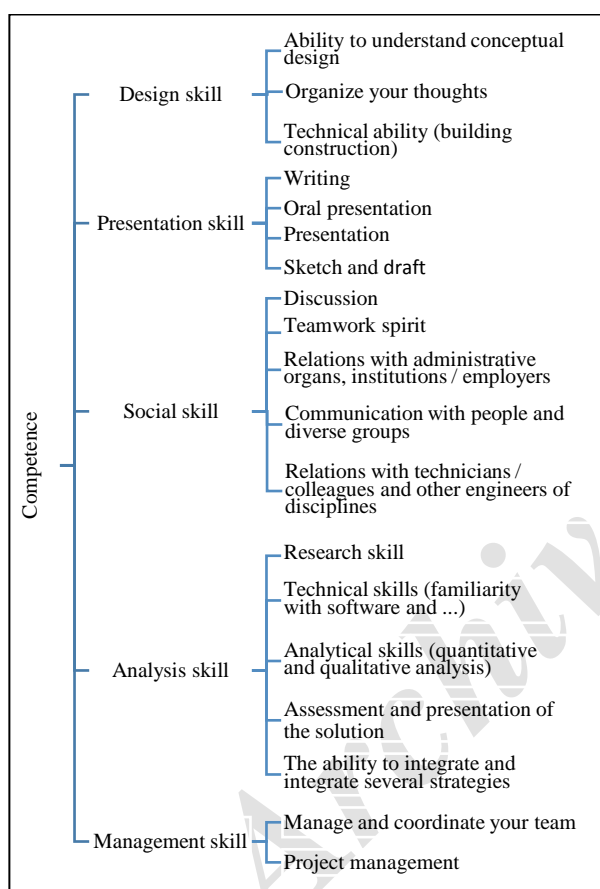 Competence
Design skill
Ability to understand conceptual
design
Organize your thoughts
Technical ability (building
construction)
Presentation skill
Writing
Oral presentation
Presentation
Sketch and draft
Social skill
Discussion
Teamwork spirit
Relations with administrative
organs, institutions / employers
Communication with people and
diverse groups
Relations with technicians /
colleagues and other engineers of
disciplines
Analysis skill
Research skill
Technical skills (familiarity
with software and ...)
Analytical skills (quantitative
and qualitative analysis)
Assessment and presentation of
the solution
The ability to integrate and
integrate several strategies
Management skill
Manage and coordinate your team
Project management
Archiv